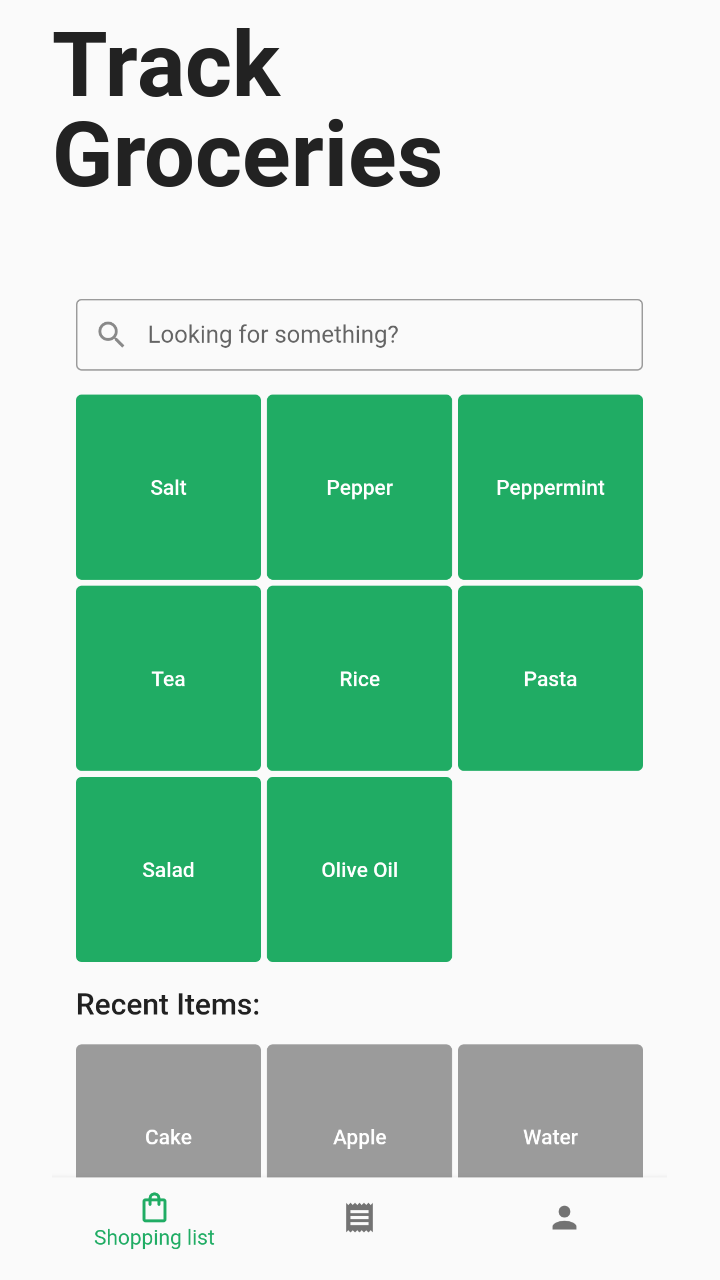 Track
Groceries
Looking for something?
Salt
Pepper
Peppermint
Tea
Rice
Pasta
Salad
Olive Oil
Recent Items:
Cake
Apple
Water
Shopping list